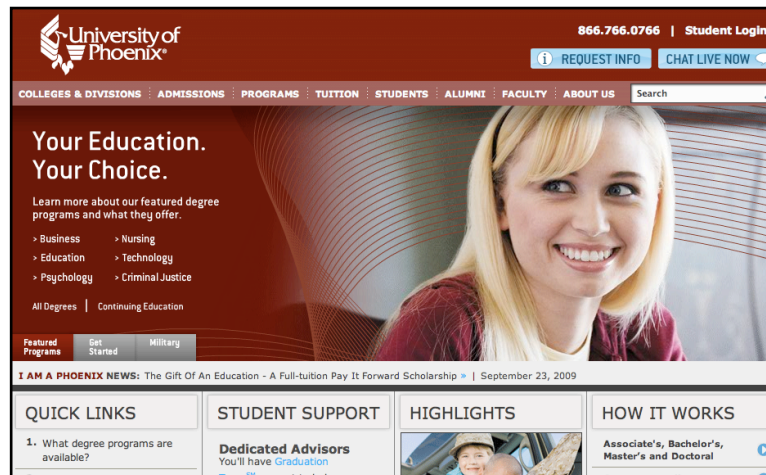 University of
Phoenix®
866.766.0766 | Student Login
i REQUEST INFO
CHAT LIVE NOW
COLLEGES & DIVISIONS
ADMISSIONS
PROGRAMS
TUITION
STUDENTS
ALUMNI
FACULTY
ABOUT US
Search
Your Education.
Your Choice.
Learn more about our featured degree
programs and what they offer.
> Business
> Nursing
> Education
> Technology
> Psychology
> Criminal Justice
All Degrees | Continuing Education
Featured
Programs
Get
Started
Military
I AM A PHOENIX NEWS: The Gift Of An Education - A Full-tuition Pay It Forward Scholarship » | September 23, 2009
QUICK LINKS
1. What degree programs are
available?
STUDENT SUPPORT
Dedicated Advisors
You'll have Graduation
HIGHLIGHTS
HOW IT WORKS
Associate's, Bachelor's,
Master's and Doctoral